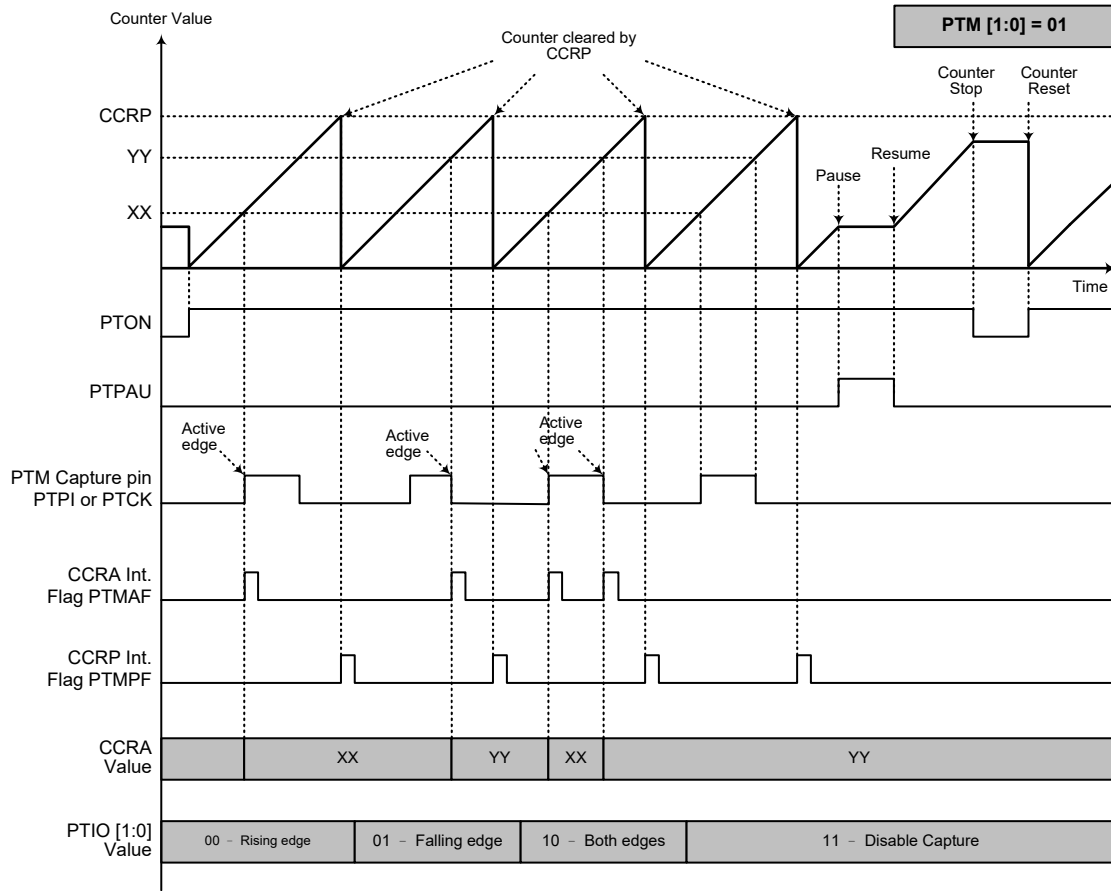 Counter Value
PTM [1:0] = 01
Counter cleared by
CCRP
Counter
Stop
Counter
Reset
CCRP
YY
XX
Pause
Resume
Time
PTON
PTPAU
Active
edge
Active
edge
Active
edge
PTM Capture pin
PTPI or PTCK
CCRA Int.
Flag PTMAF
CCRP Int.
Flag PTMPF
CCRA
Value
XX
YY
XX
YY
PTIO [1:0]
Value
00 – Rising edge
01 – Falling edge
10 – Both edges
11 – Disable Capture